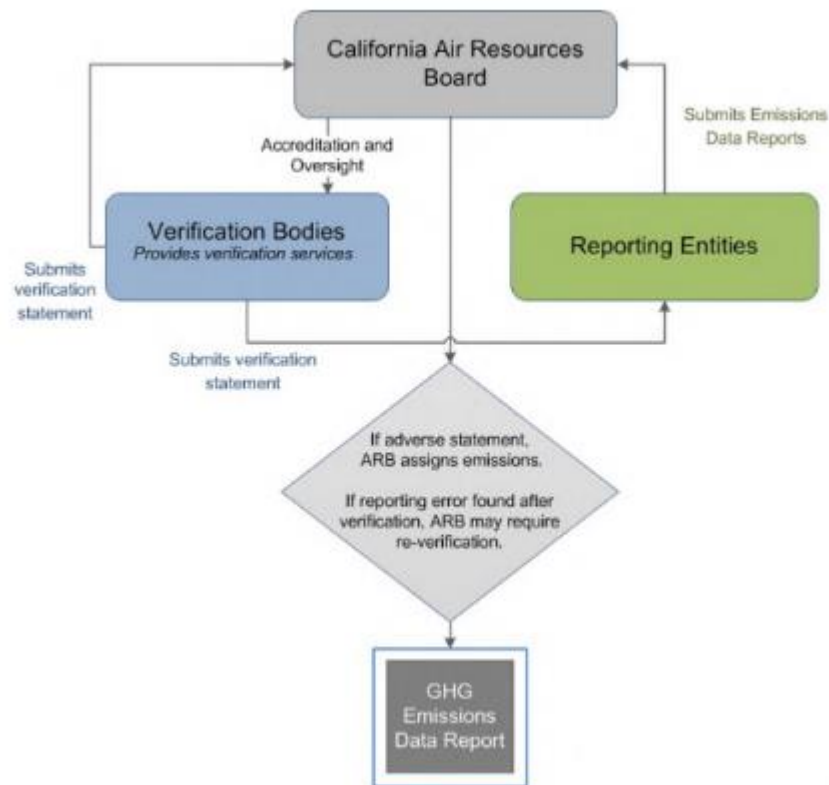 California Air Resources
Board
Submits Emissions
Data Reports
Accreditation and
Oversight
Verification Bodies
Provides verification services
Reporting Entities
Submits
verification
statement
Submits verification
statement
If adverse statement,
ARB assigns emissions.
If reporting error found after
verification, ARB may require
re-verification.
GHG
Emissions
Data Report